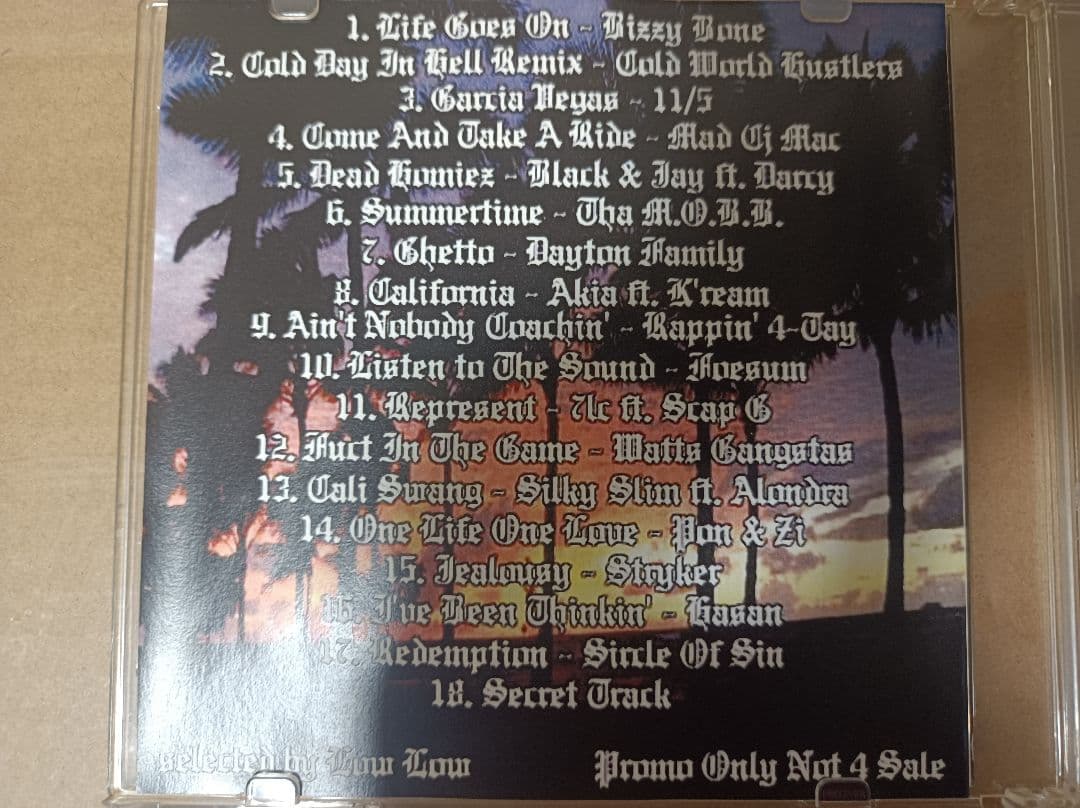 1. Life Goes On - Bizzy Bone
2. Cold Day In Hell Remix - Cold World Hustlers
3. Garcia Vegas - 11/5
4. Come And Take A Ride - Mad Cj Mac
5. Dead Homiez - Black & Jay ft. Darcy
6. Summertime - Tha M.O.B.B.
7. Ghetto - Dayton Family
8. California - Akia ft. K'ream
9. Ain't Nobody Coachin' - Rappin' 4-Tay
10. Listen to The Sound - Foesum
11. Represent - 7lc ft. Scap G
12. Fuct In The Game - Watts Gangstas
13. Cali Swang - Silky Slim ft. Alondra
14. One Life One Love - Pon & Zi
15. Jealousy - Stryker
16. I've Been Thinkin' - Hasan
17. Redemption - Sircle Of Sin
18. Secret Track
selected by Low Low Promo Only Not 4 Sale